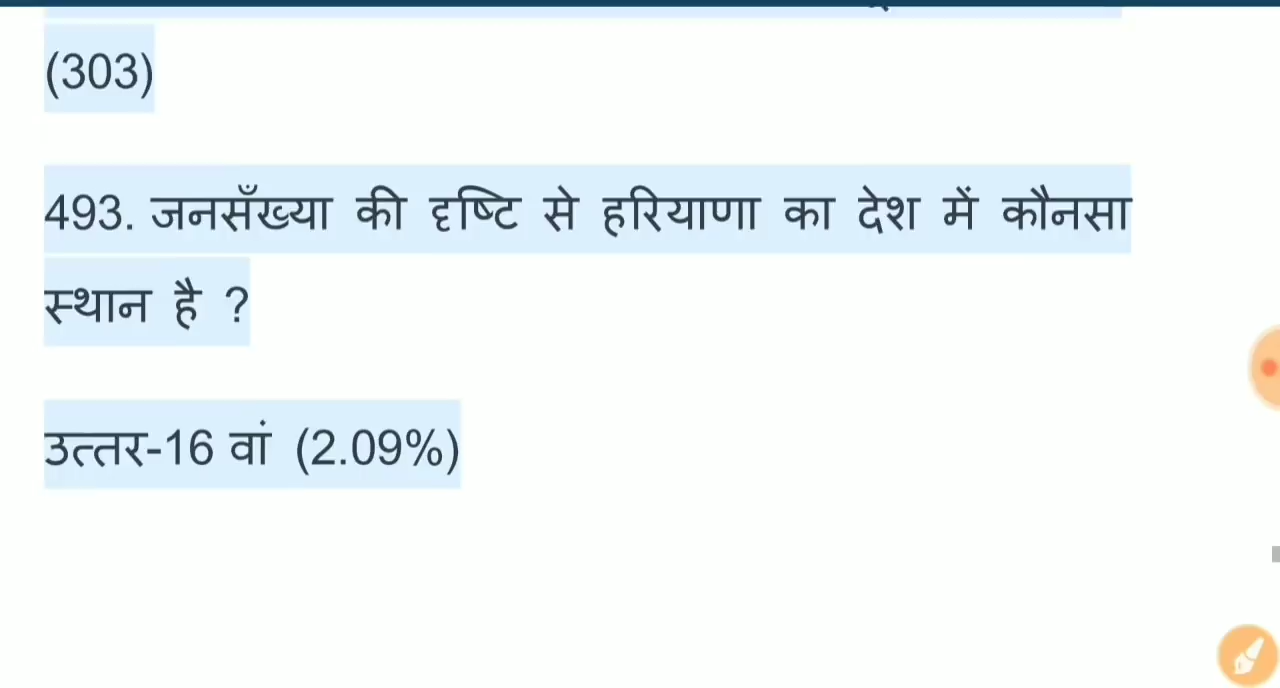 (303)
493. जनसँख्या की दृष्टि से हरियाणा का देश में कौनसा
स्थान है ?
उत्तर-16 वां (2.09%)